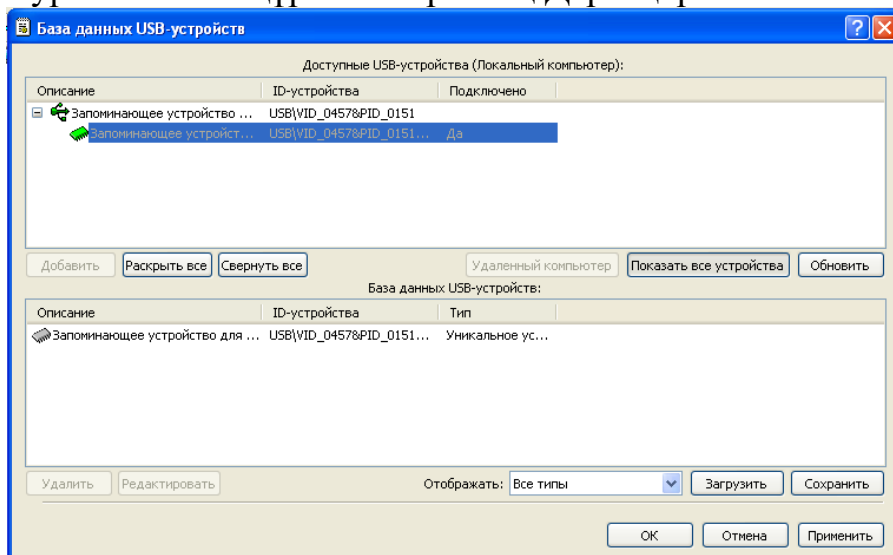 База данных USB-устройств
Доступные USB-устройства (Локальный компьютер):
Описание ID-устройства Подключено
Запоминающее устройство ... USB\VID_0457&PID_0151
Запоминающее устройст... USB\VID_0457&PID_0151... Да
Добавить Раскрыть все Свернуть все Удаленный компьютер Показать все устройства Обновить
База данных USB-устройств:
Описание ID-устройства Тип
Запоминающее устройство для ... USB\VID_0457&PID_0151... Уникальное ус...
Удалить Редактировать Отображать: Все типы Загрузить Сохранить
ОК Отмена Применить